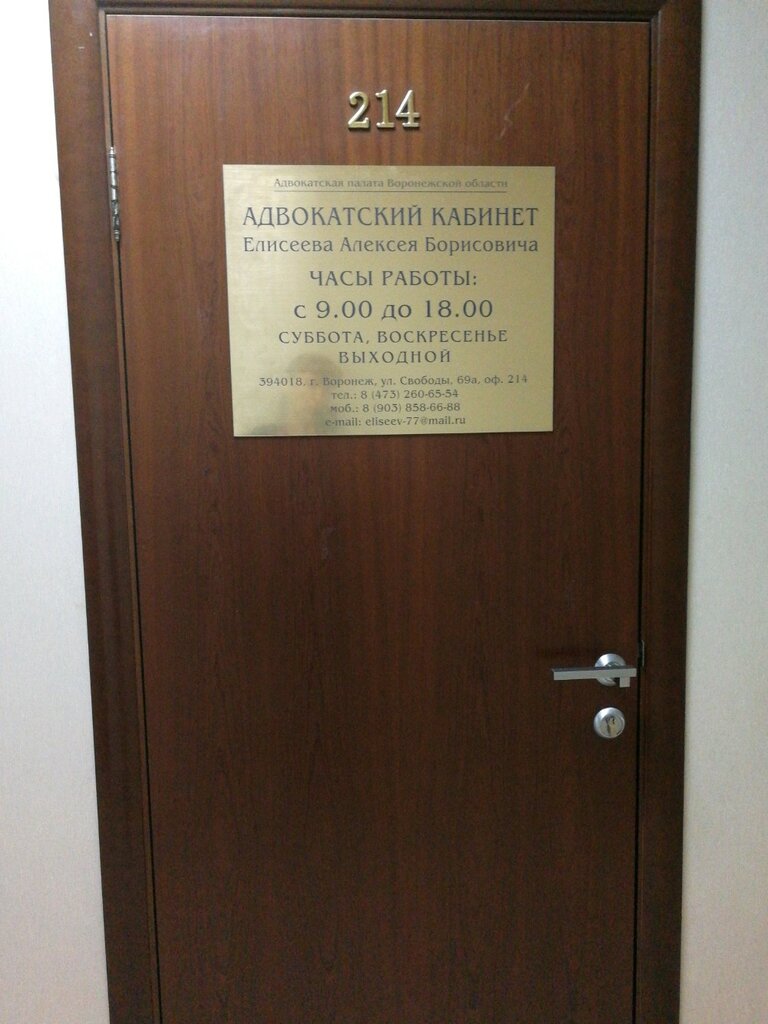 214
Адвокатская палата Воронежской области
АДВОКАТСКИЙ КАБИНЕТ
Елисеева Алексея Борисовича
ЧАСЫ РАБОТЫ:
с 9.00 до 18.00
СУББОТА, ВОСКРЕСЕНЬЕ
ВЫХОДНОЙ
394018, г. Воронеж, ул. Свободы, 69а, оф. 214
тел.: 8 (473) 260-65-54
моб.: 8 (903) 858-66-88
e-mail: eliseev-77@mail.ru